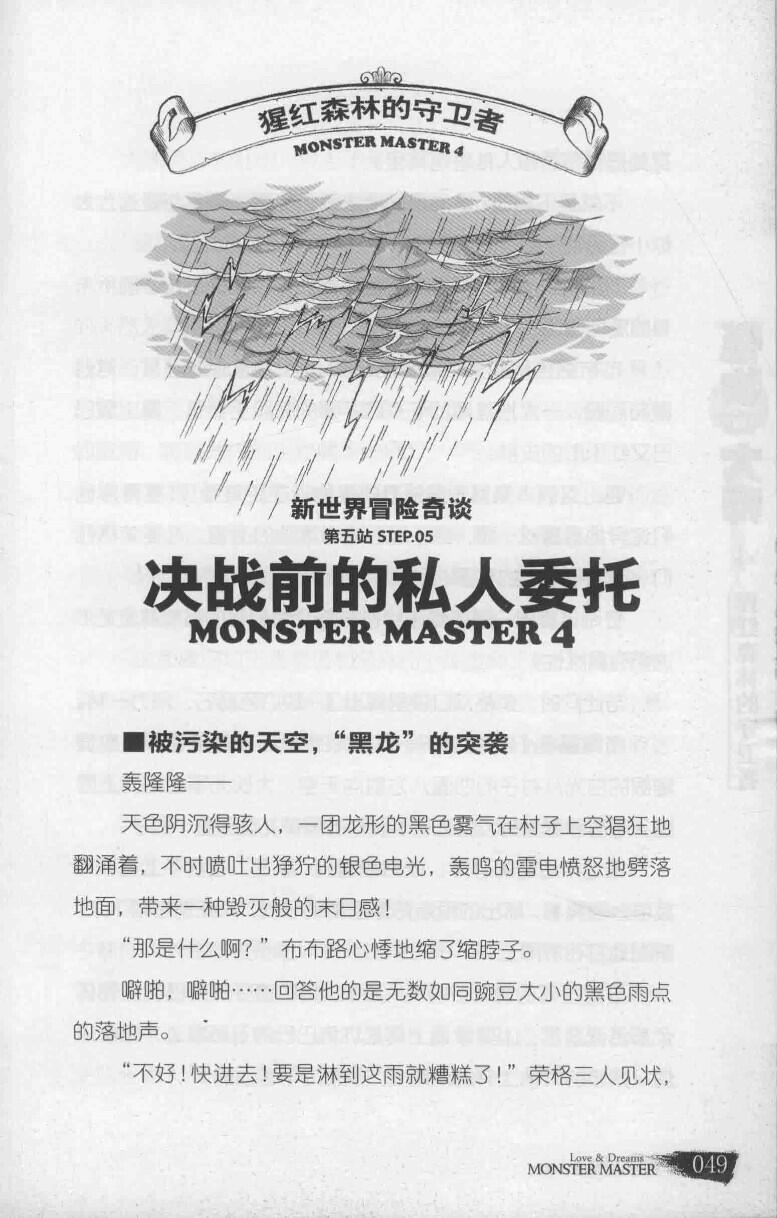 猩红森林的守卫者
MONSTER MASTER 4
新世界冒险奇谈
第五站 STEP.05
决战前的私人委托
MONSTER MASTER 4
■被污染的天空，“黑龙”的突袭
轰隆隆——
天色阴沉得骇人，一团龙形的黑色雾气在村子上空猖狂地
翻涌着，不时喷吐出狰狞的银色电光，轰鸣的雷电愤怒地劈落
地面，带来一种毁灭般的末日感！
“那是什么啊？”布布路心悸地缩了缩脖子。
噼啪，噼啪……回答他的是无数如同豌豆大小的黑色雨点
的落地声。
“不好！快进去！要是淋到这雨就糟糕了！”荣格三人见状，
Love & Dreams
MONSTER MASTER 049